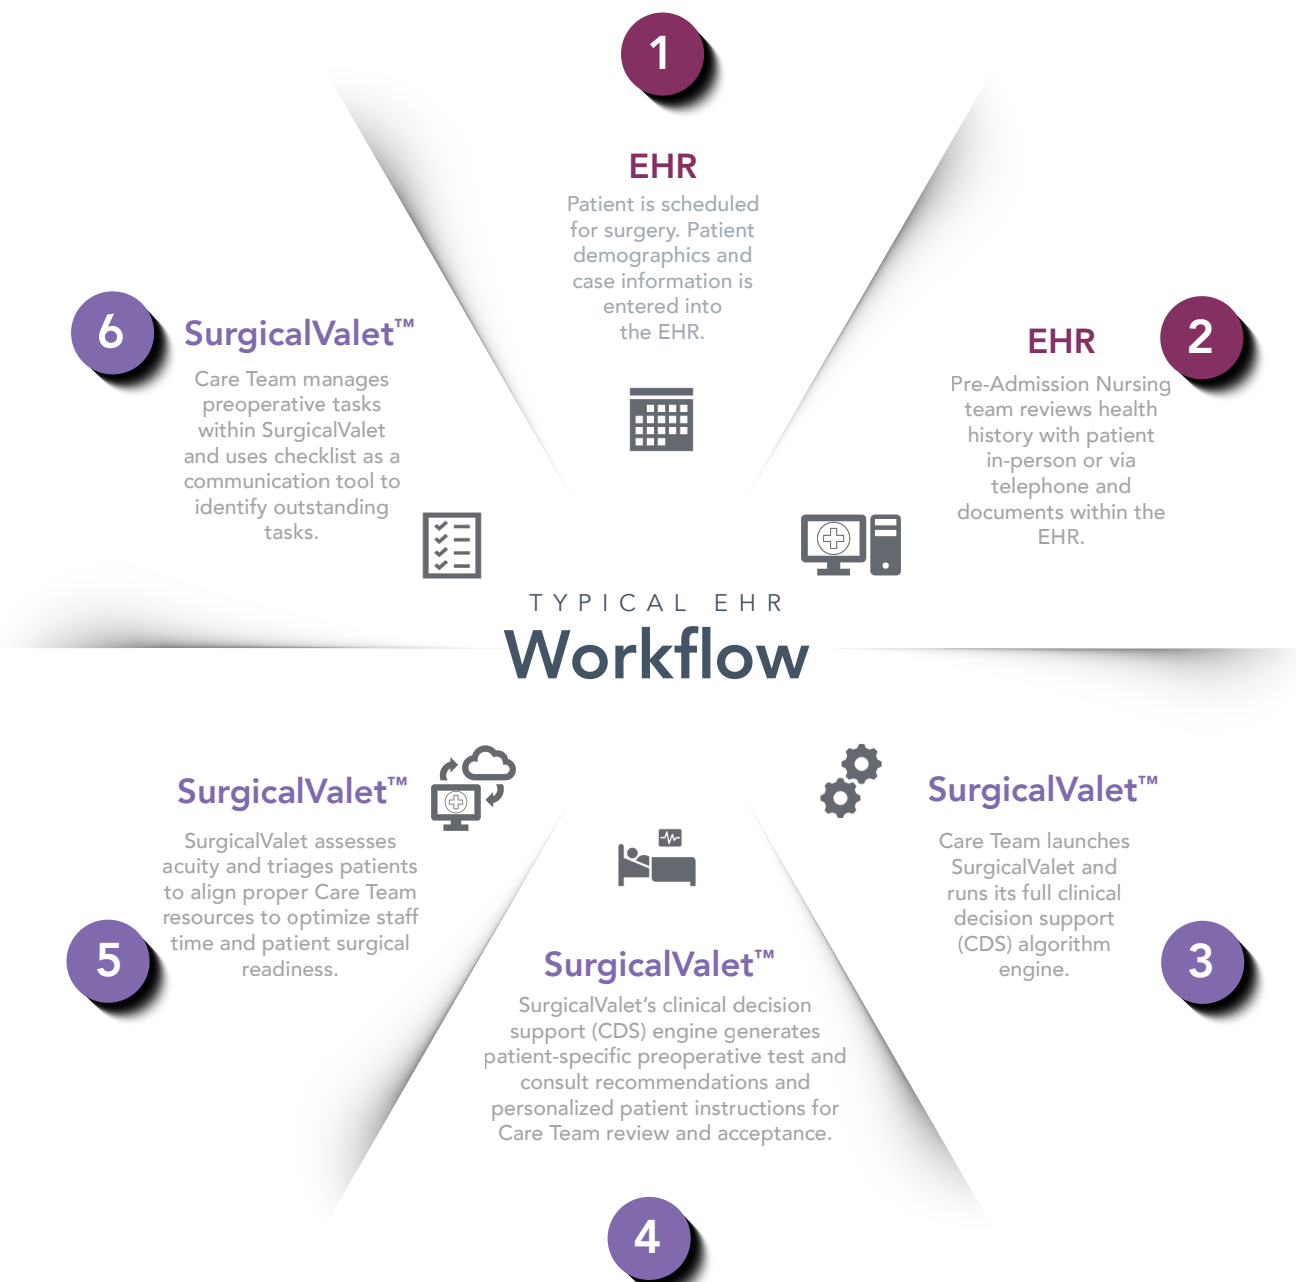 1
EHR
Patient is scheduled
for surgery. Patient
demographics and
case information is
entered into
the EHR.
2
EHR
Pre-Admission Nursing
team reviews health
history with patient
in-person or via
telephone and
documents within the
EHR.
TYPICAL EHR
Workflow
3
SurgicalValet™
Care Team launches
SurgicalValet and
runs its full clinical
decision support
(CDS) algorithm
engine.
4
SurgicalValet™
SurgicalValet’s clinical decision
support (CDS) engine generates
patient-specific preoperative test and
consult recommendations and
personalized patient instructions for
Care Team review and acceptance.
5
SurgicalValet™
SurgicalValet assesses
acuity and triages patients
to align proper Care Team
resources to optimize staff
time and patient surgical
readiness.
6
SurgicalValet™
Care Team manages
preoperative tasks
within SurgicalValet
and uses checklist as a
communication tool to
identify outstanding
tasks.